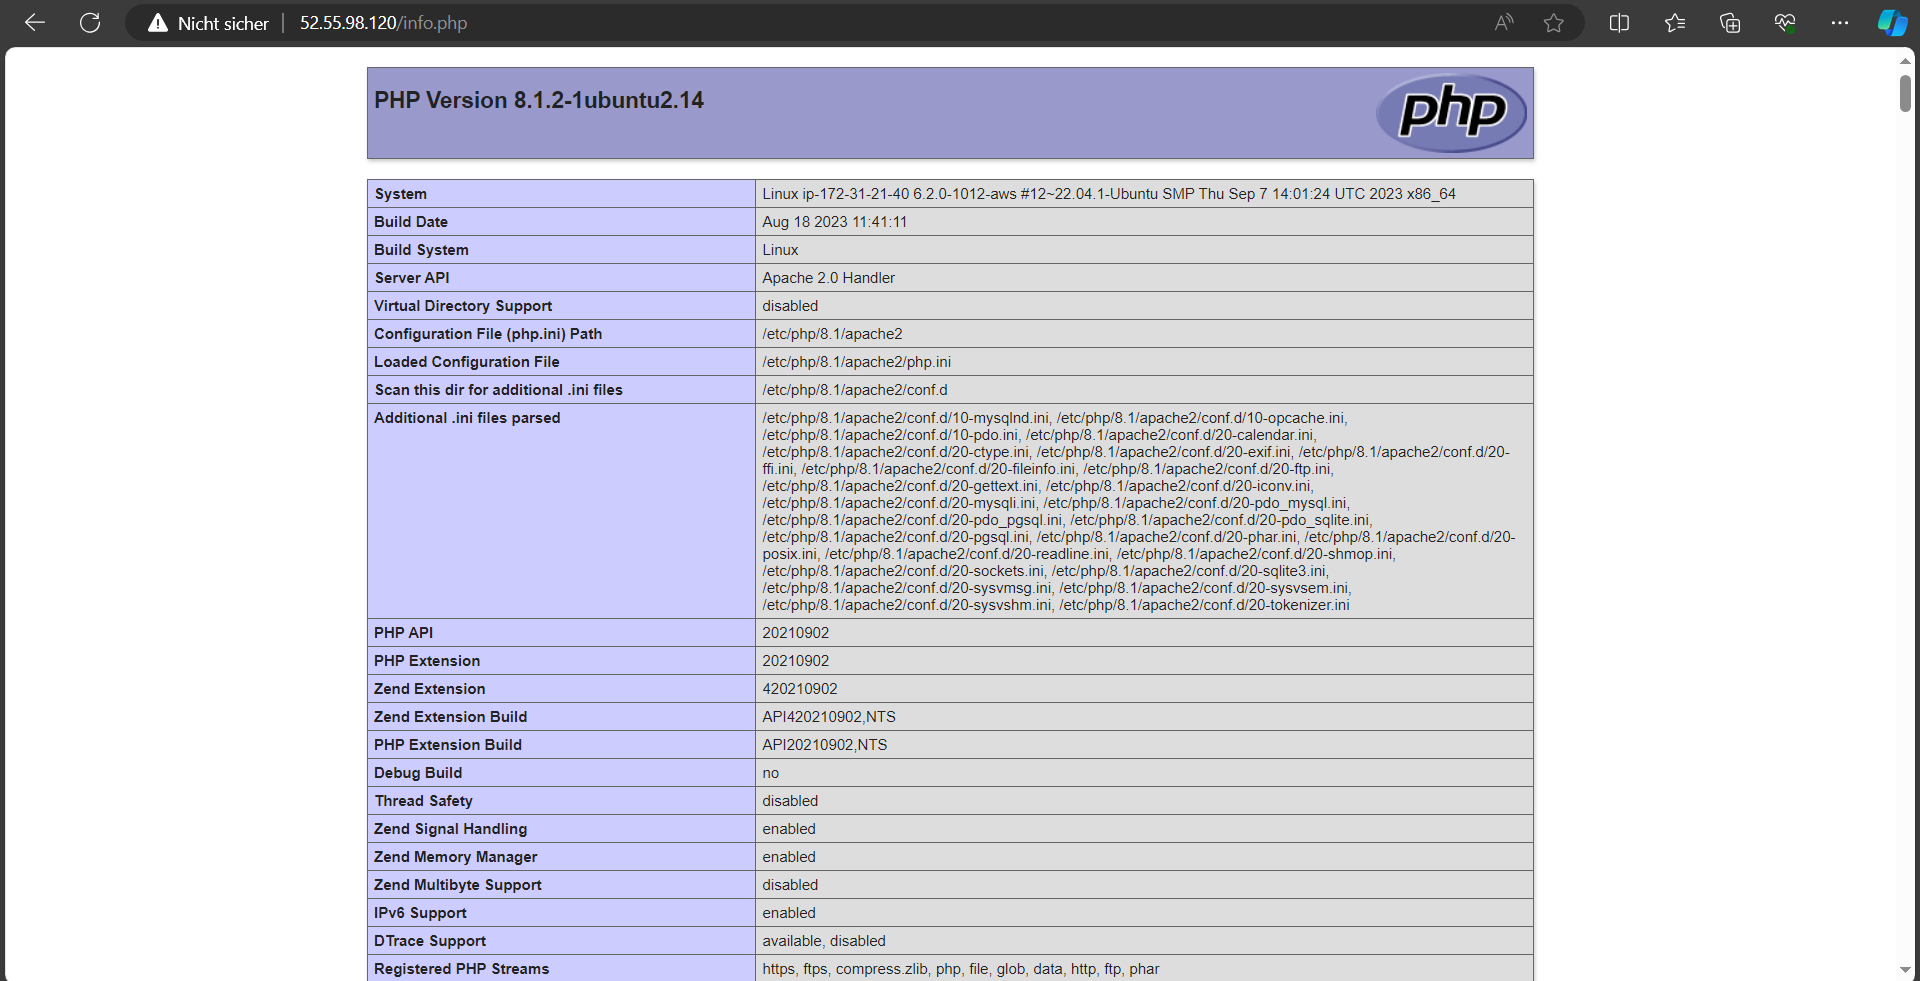 Nicht sicher | 52.55.98.120/info.php
PHP Version 8.1.2-1ubuntu2.14
php
System Linux ip-172-31-21-40 6.2.0-1012-aws #12~22.04.1-Ubuntu SMP Thu Sep 7 14:01:24 UTC 2023 x86_64
Build Date Aug 18 2023 11:41:11
Build System Linux
Server API Apache 2.0 Handler
Virtual Directory Support disabled
Configuration File (php.ini) Path /etc/php/8.1/apache2
Loaded Configuration File /etc/php/8.1/apache2/php.ini
Scan this dir for additional .ini files /etc/php/8.1/apache2/conf.d
Additional .ini files parsed /etc/php/8.1/apache2/conf.d/10-mysqlnd.ini, /etc/php/8.1/apache2/conf.d/10-opcache.ini,
/etc/php/8.1/apache2/conf.d/10-pdo.ini, /etc/php/8.1/apache2/conf.d/20-calendar.ini,
/etc/php/8.1/apache2/conf.d/20-ctype.ini, /etc/php/8.1/apache2/conf.d/20-exif.ini, /etc/php/8.1/apache2/conf.d/20-
ffi.ini, /etc/php/8.1/apache2/conf.d/20-fileinfo.ini, /etc/php/8.1/apache2/conf.d/20-ftp.ini,
/etc/php/8.1/apache2/conf.d/20-gettext.ini, /etc/php/8.1/apache2/conf.d/20-iconv.ini,
/etc/php/8.1/apache2/conf.d/20-mysqli.ini, /etc/php/8.1/apache2/conf.d/20-pdo_mysql.ini,
/etc/php/8.1/apache2/conf.d/20-pdo_pgsql.ini, /etc/php/8.1/apache2/conf.d/20-pdo_sqlite.ini,
/etc/php/8.1/apache2/conf.d/20-pgsql.ini, /etc/php/8.1/apache2/conf.d/20-phar.ini, /etc/php/8.1/apache2/conf.d/20-
posix.ini, /etc/php/8.1/apache2/conf.d/20-readline.ini, /etc/php/8.1/apache2/conf.d/20-shmop.ini,
/etc/php/8.1/apache2/conf.d/20-sockets.ini, /etc/php/8.1/apache2/conf.d/20-sqlite3.ini,
/etc/php/8.1/apache2/conf.d/20-sysvmsg.ini, /etc/php/8.1/apache2/conf.d/20-sysvsem.ini,
/etc/php/8.1/apache2/conf.d/20-sysvshm.ini, /etc/php/8.1/apache2/conf.d/20-tokenizer.ini
PHP API 20210902
PHP Extension 20210902
Zend Extension 420210902
Zend Extension Build API420210902,NTS
PHP Extension Build API20210902,NTS
Debug Build no
Thread Safety disabled
Zend Signal Handling enabled
Zend Memory Manager enabled
Zend Multibyte Support disabled
IPv6 Support enabled
DTrace Support available, disabled
Registered PHP Streams https, ftps, compress.zlib, php, file, glob, data, http, ftp, phar